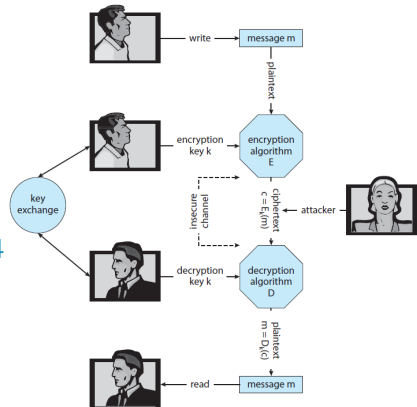 write
message m
plaintext
encryption
key k
encryption
algorithm
E
key
exchange
insecure
channel
ciphertext
c = Eₖ(m)
attacker
decryption
key k
decryption
algorithm
D
plaintext
m = Dₖ(c)
read
message m